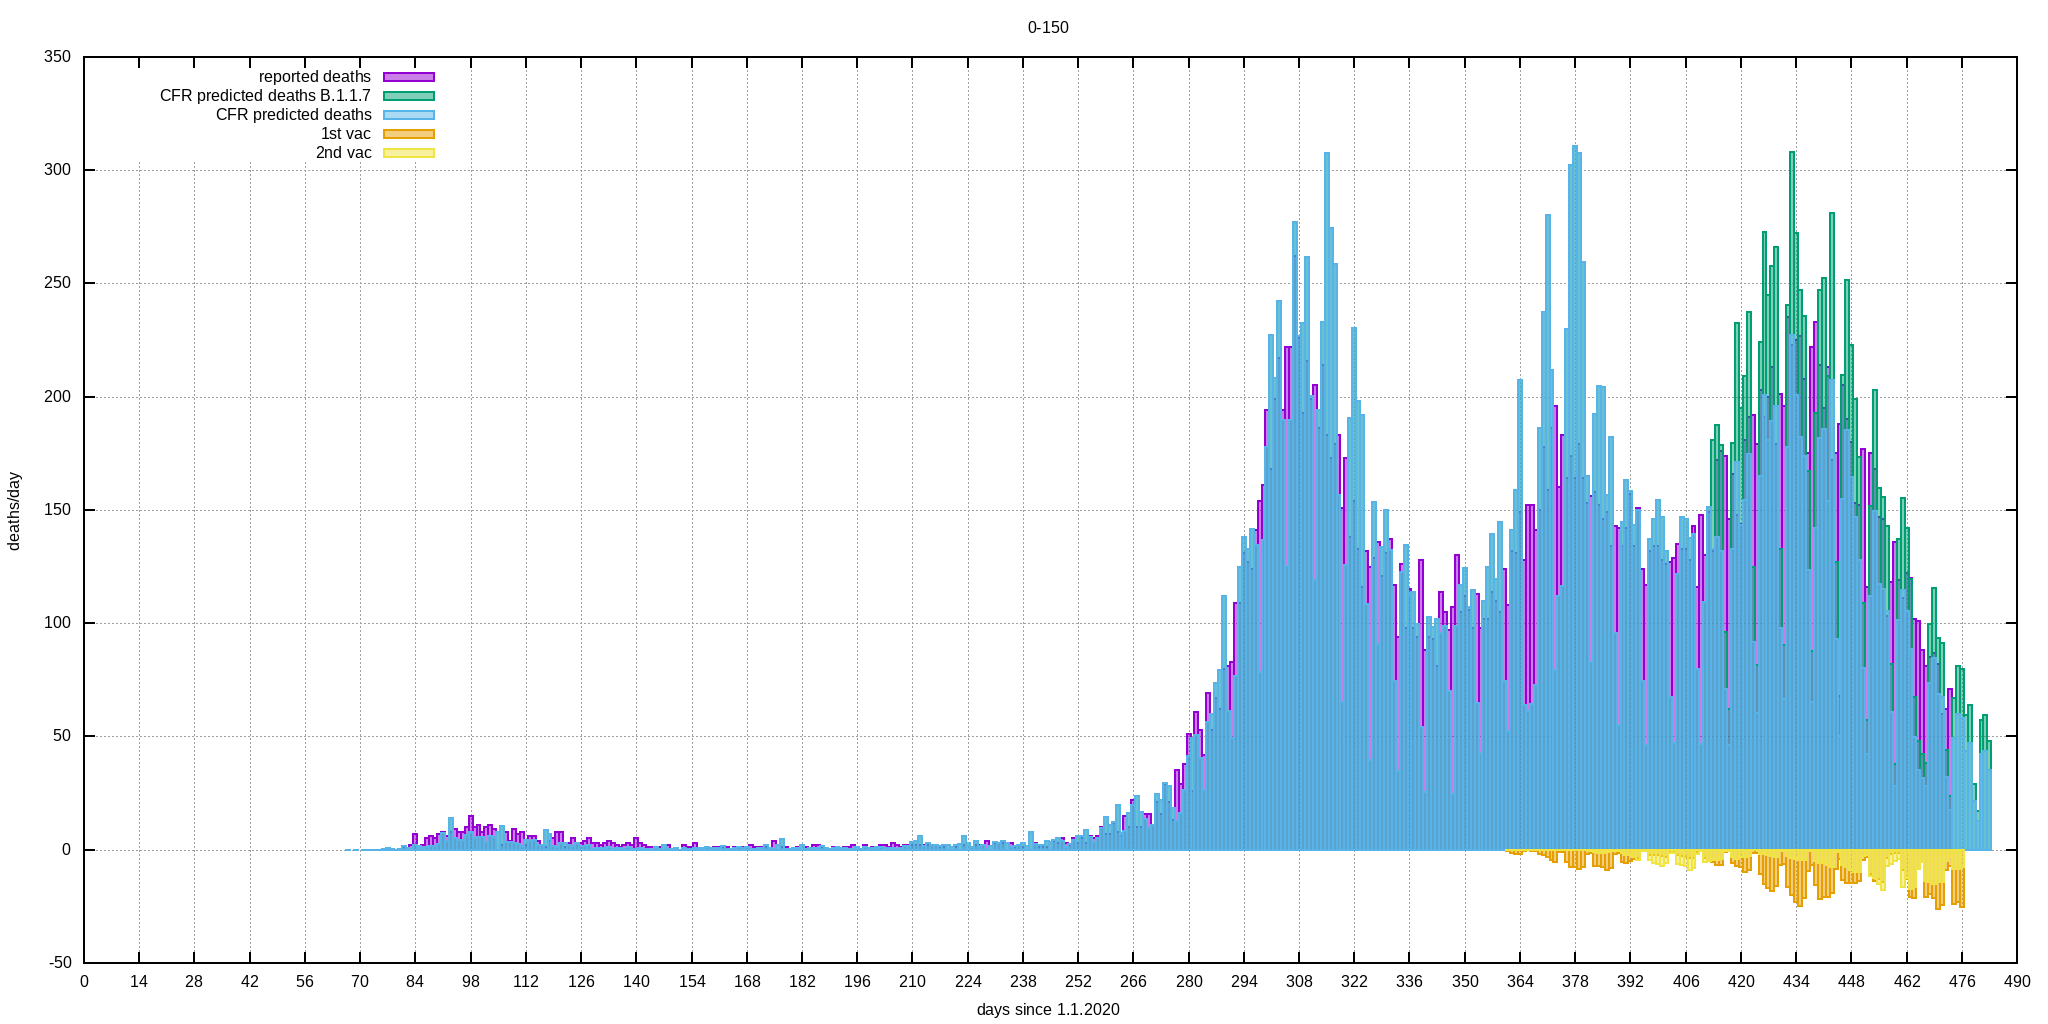 0-150
350
300
250
200
150
100
50
0
-50
deaths/day
reported deaths
CFR predicted deaths B.1.1.7
CFR predicted deaths
1st vac
2nd vac
0 14 28 42 56 70 84 98 112 126 140 154 168 182 196 210 224 238 252 266 280 294 308 322 336 350 364 378 392 406 420 434 448 462 476 490
days since 1.1.2020